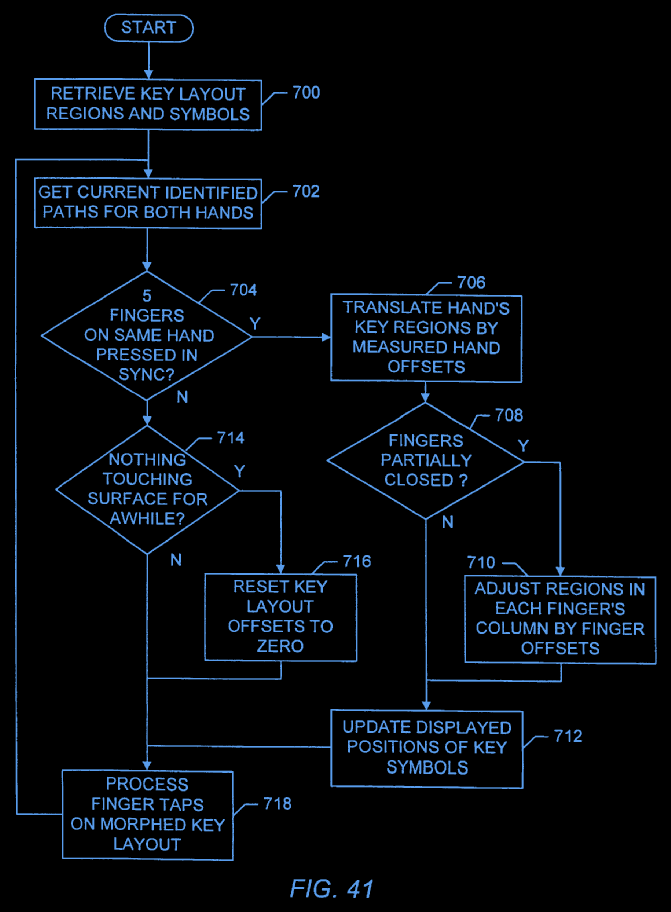 START
RETRIEVE KEY LAYOUT
REGIONS AND SYMBOLS
700
GET CURRENT IDENTIFIED
PATHS FOR BOTH HANDS
702
5
FINGERS
ON SAME HAND
PRESSED IN
SYNC?
704
Y
N
706
TRANSLATE HAND'S
KEY REGIONS BY
MEASURED HAND
OFFSETS
708
FINGERS
PARTIALLY
CLOSED ?
Y
N
714
NOTHING
TOUCHING
SURFACE FOR
AWHILE?
Y
N
716
RESET KEY
LAYOUT
OFFSETS TO
ZERO
710
ADJUST REGIONS IN
EACH FINGER'S
COLUMN BY FINGER
OFFSETS
UPDATE DISPLAYED
POSITIONS OF KEY
SYMBOLS
712
PROCESS
FINGER TAPS
ON MORPHED KEY
LAYOUT
718
FIG. 41